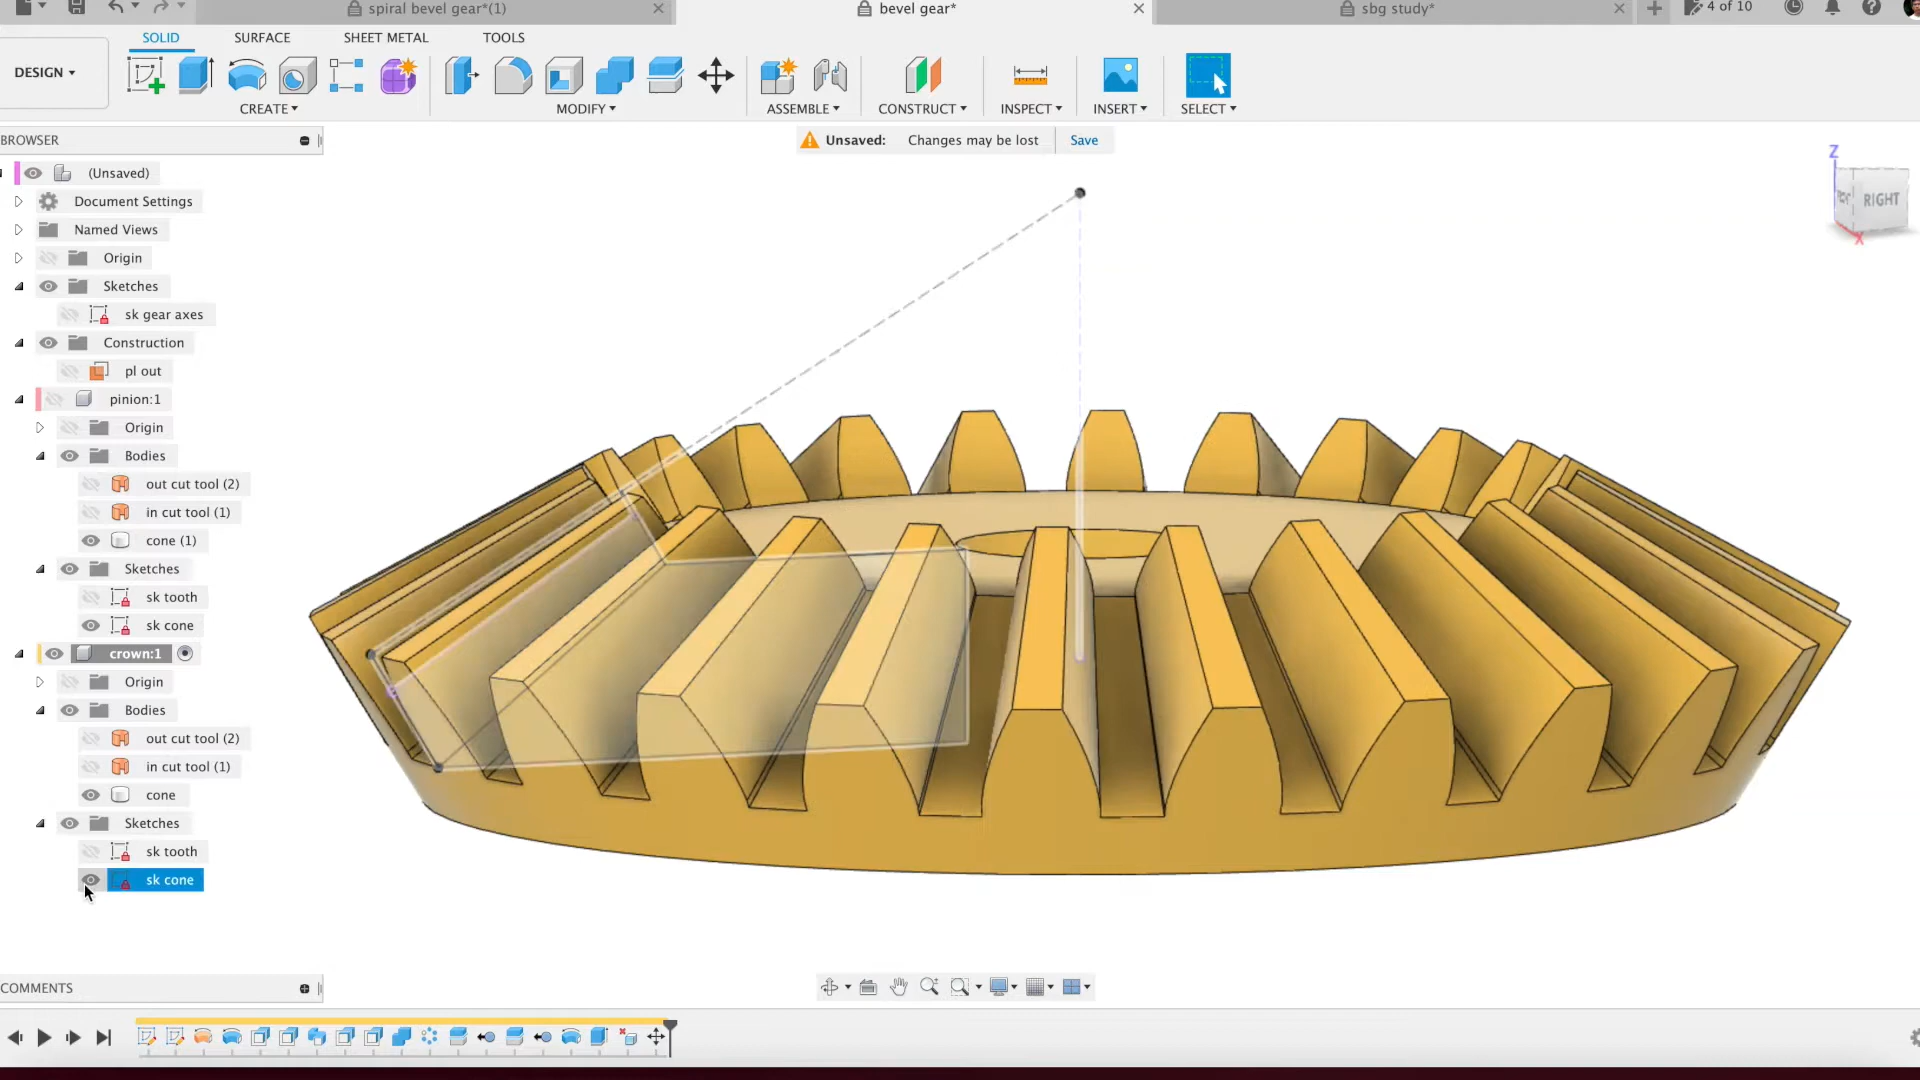 spiral bevel gear*(1)
bevel gear*
sbg study*
4 of 10
SOLID
SURFACE
SHEET METAL
TOOLS
DESIGN
CREATE
MODIFY
ASSEMBLE
CONSTRUCT
INSPECT
INSERT
SELECT
BROWSER
Unsaved: Changes may be lost Save
(Unsaved)
Document Settings
Named Views
Origin
Sketches
sk gear axes
Construction
pl out
pinion:1
Origin
Bodies
out cut tool (2)
in cut tool (1)
cone (1)
Sketches
sk tooth
sk cone
crown:1
Origin
Bodies
out cut tool (2)
in cut tool (1)
cone
Sketches
sk tooth
sk cone
Z
RIGHT
X
COMMENTS